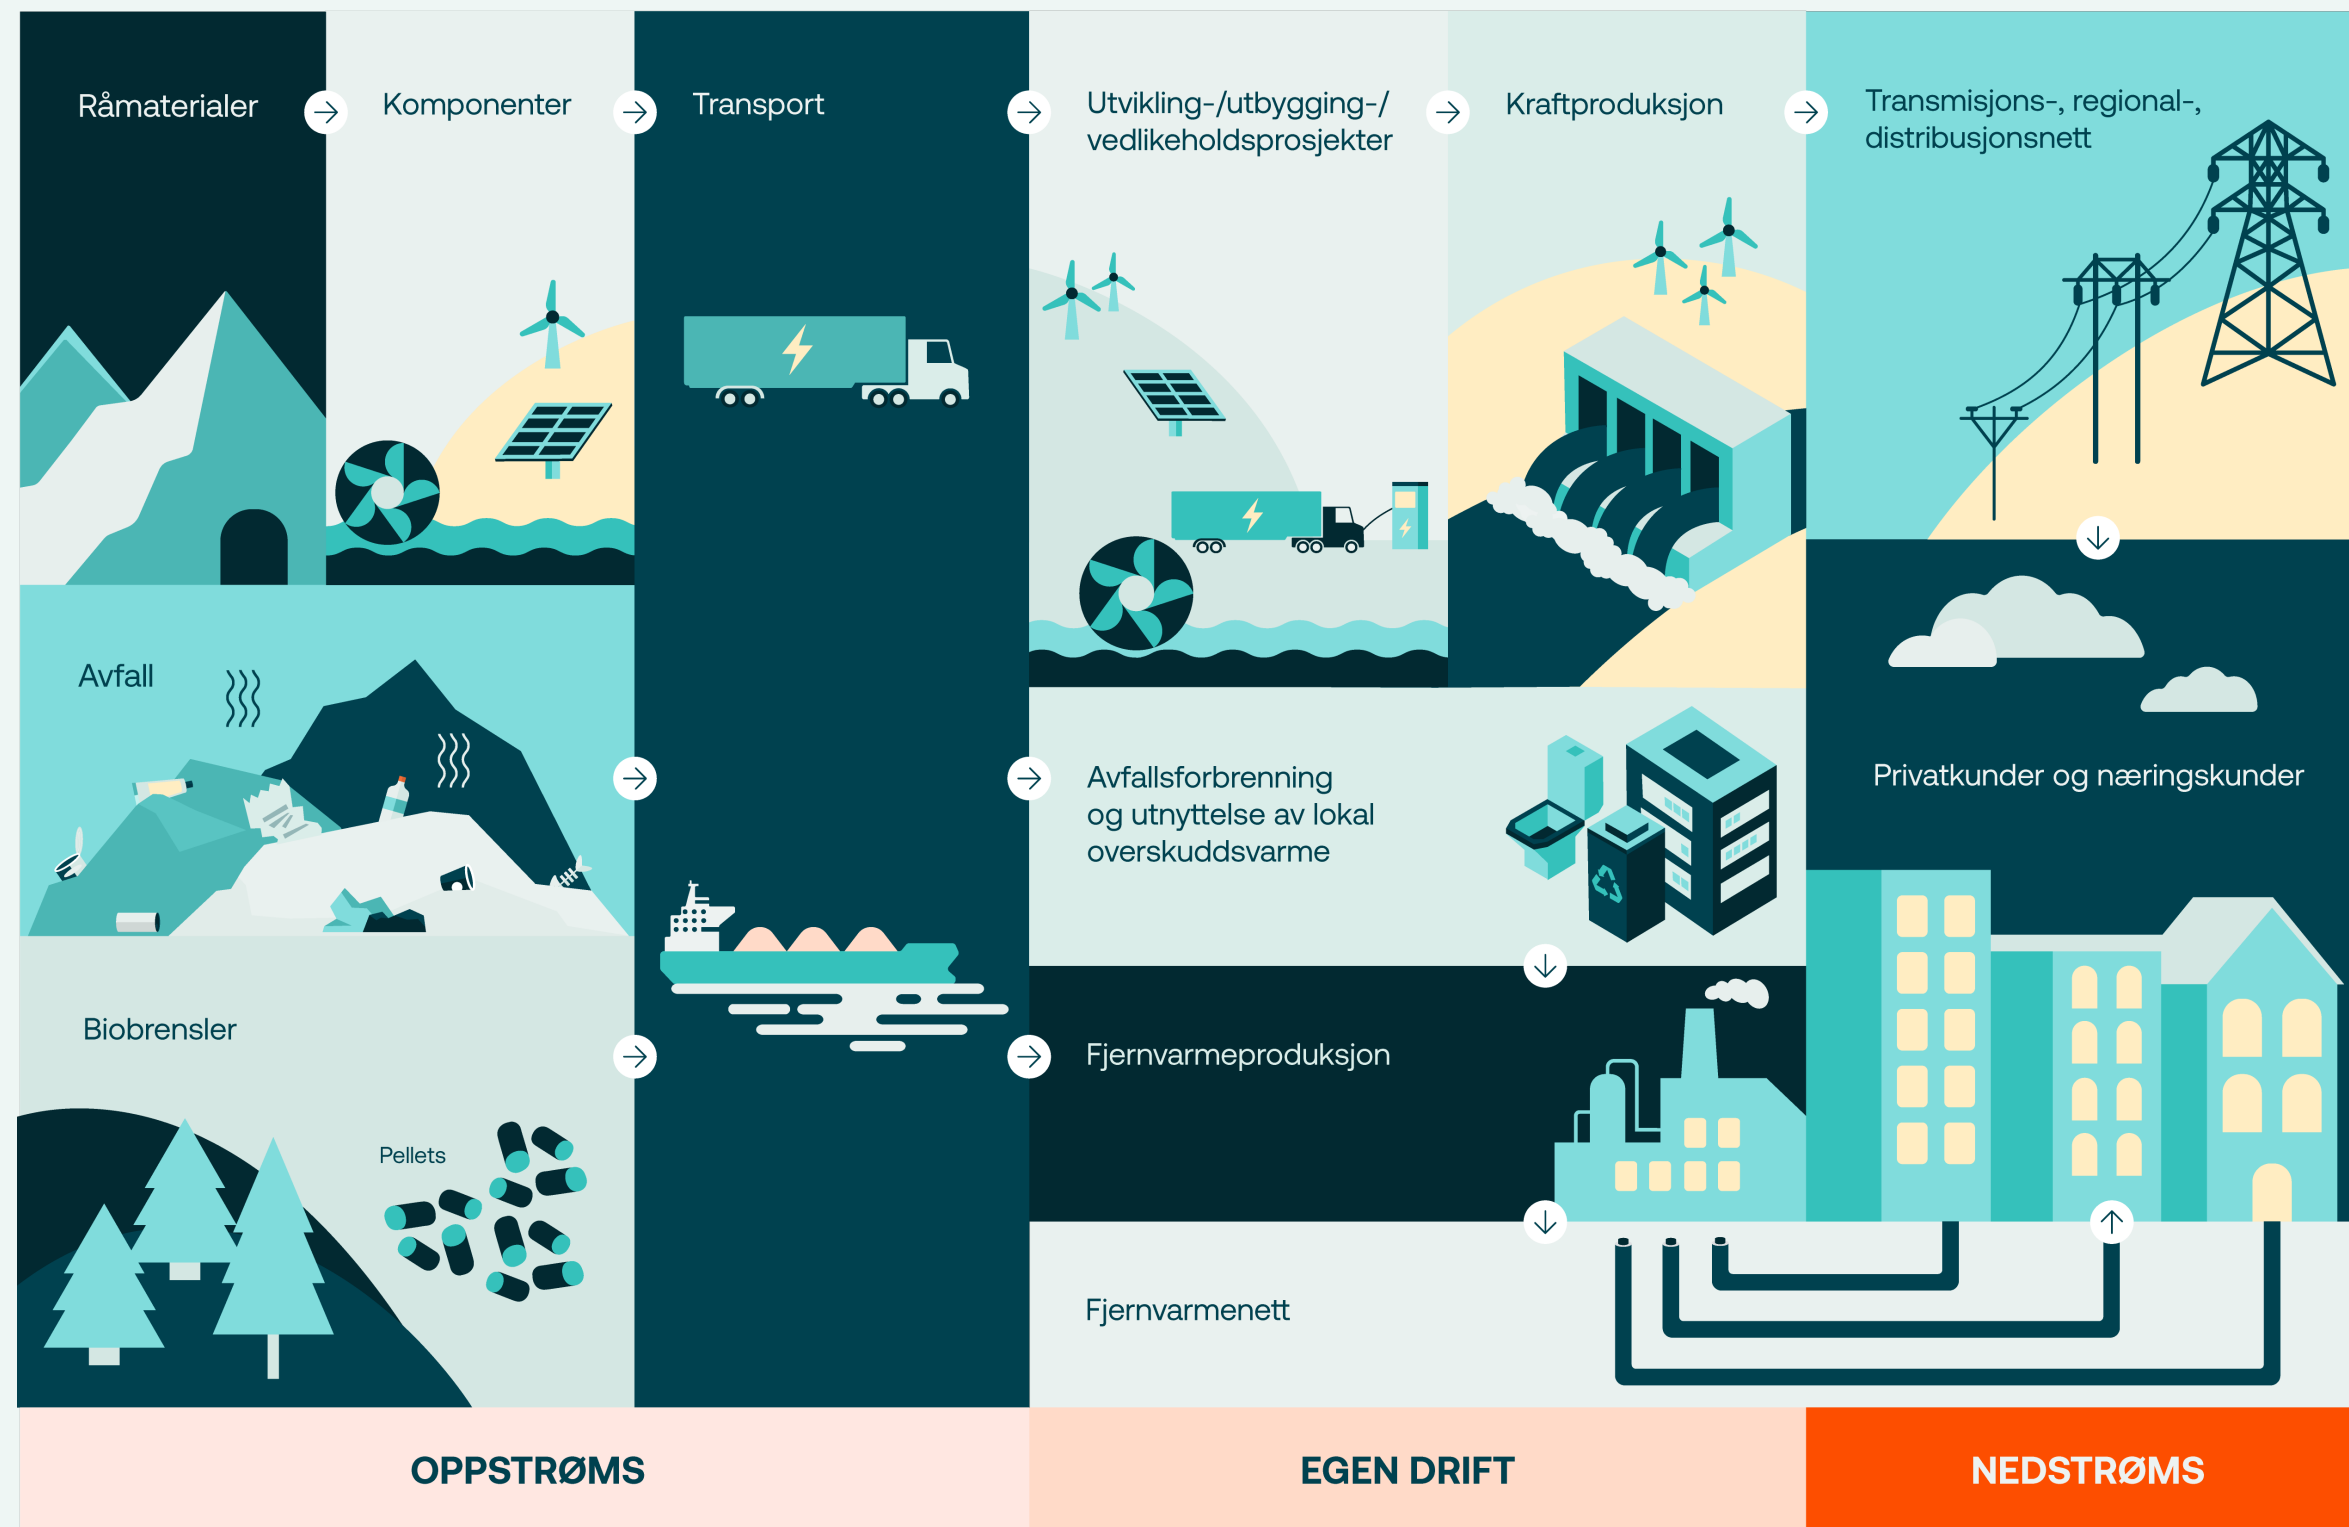 Råmaterialer
Komponenter
Transport
Utvikling-/utbygging-/
vedlikeholdsprosjekter
Kraftproduksjon
Transmisjons-, regional-,
distribusjonsnett
Avfall
Avfallsforbrenning
og utnyttelse av lokal
overskuddsvarme
Privatkunder og næringskunder
Biobrensler
Pellets
Fjernvarmeproduksjon
Fjernvarmenett
OPPSTRØMS
EGEN DRIFT
NEDSTRØMS